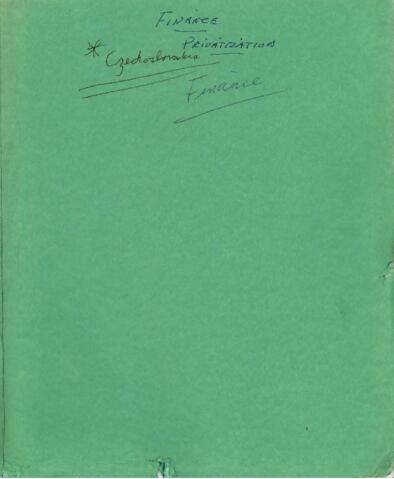 FINANCE
PRIVATIZATION
* Czechoslovakia
Finance